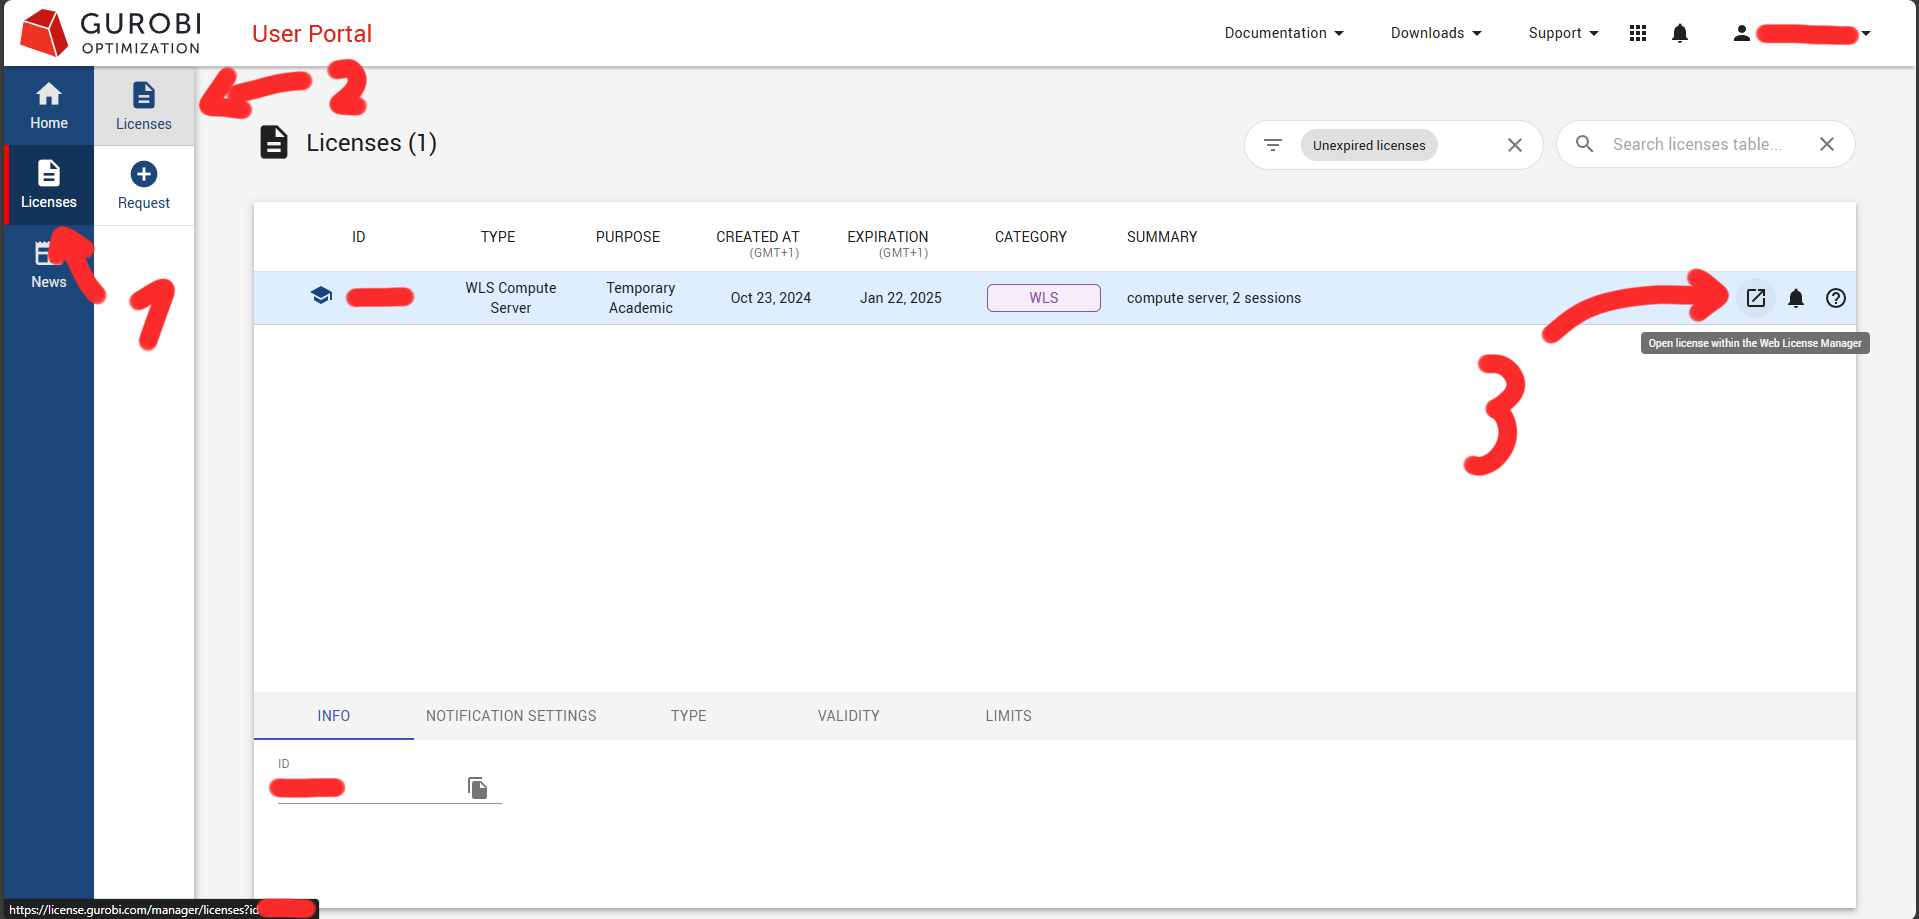 GUROBI
OPTIMIZATION
User Portal
Documentation
Downloads
Support
Home
Licenses
News
Licenses
Request
1
2
3
Licenses (1)
Unexpired licenses
Search licenses table...
ID TYPE PURPOSE CREATED AT EXPIRATION CATEGORY SUMMARY
(GMT+1) (GMT+1)
WLS Compute Server Temporary Academic Oct 23, 2024 Jan 22, 2025 WLS compute server, 2 sessions
Open license within the Web License Manager
INFO NOTIFICATION SETTINGS TYPE VALIDITY LIMITS
ID
https://license.gurobi.com/manager/licenses?id